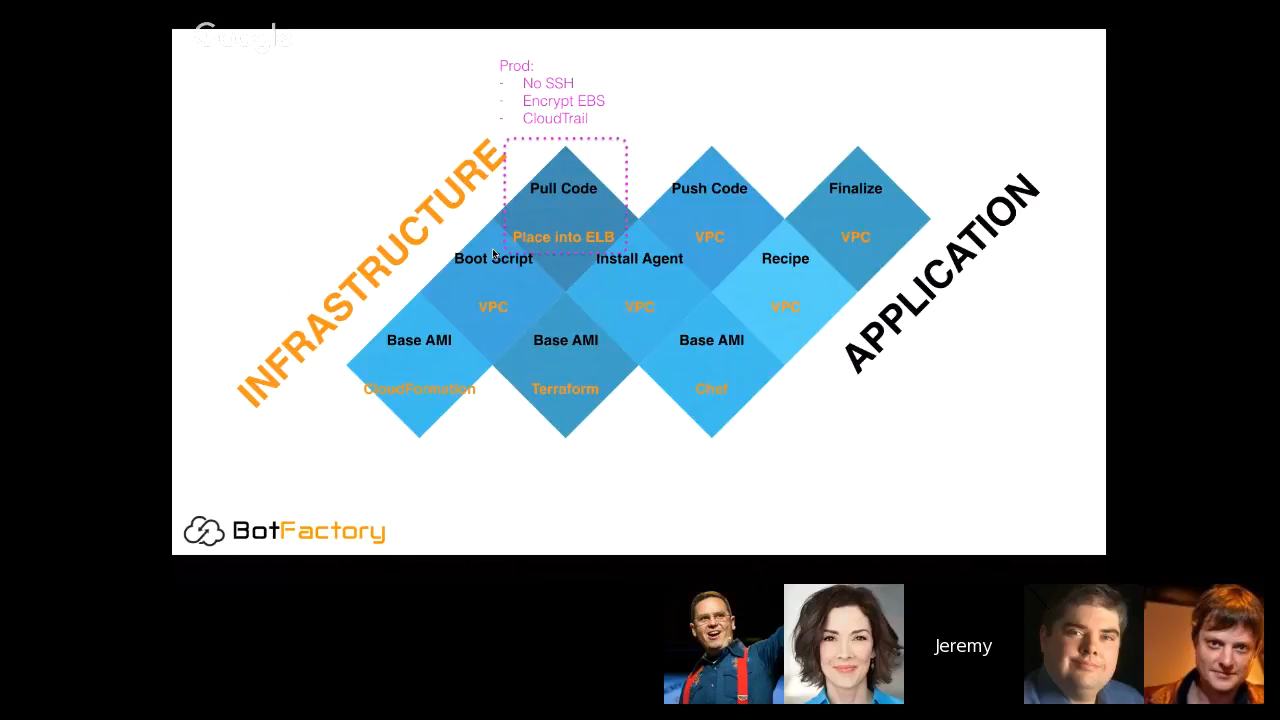 Google
Prod:
- No SSH
- Encrypt EBS
- CloudTrail
INFRASTRUCTURE
APPLICATION
Pull Code
Push Code
Finalize
Place into ELB
VPC
VPC
Boot Script
Install Agent
Recipe
VPC
VPC
VPC
Base AMI
Base AMI
Base AMI
CloudFormation
Terraform
Chef
BotFactory
Jeremy